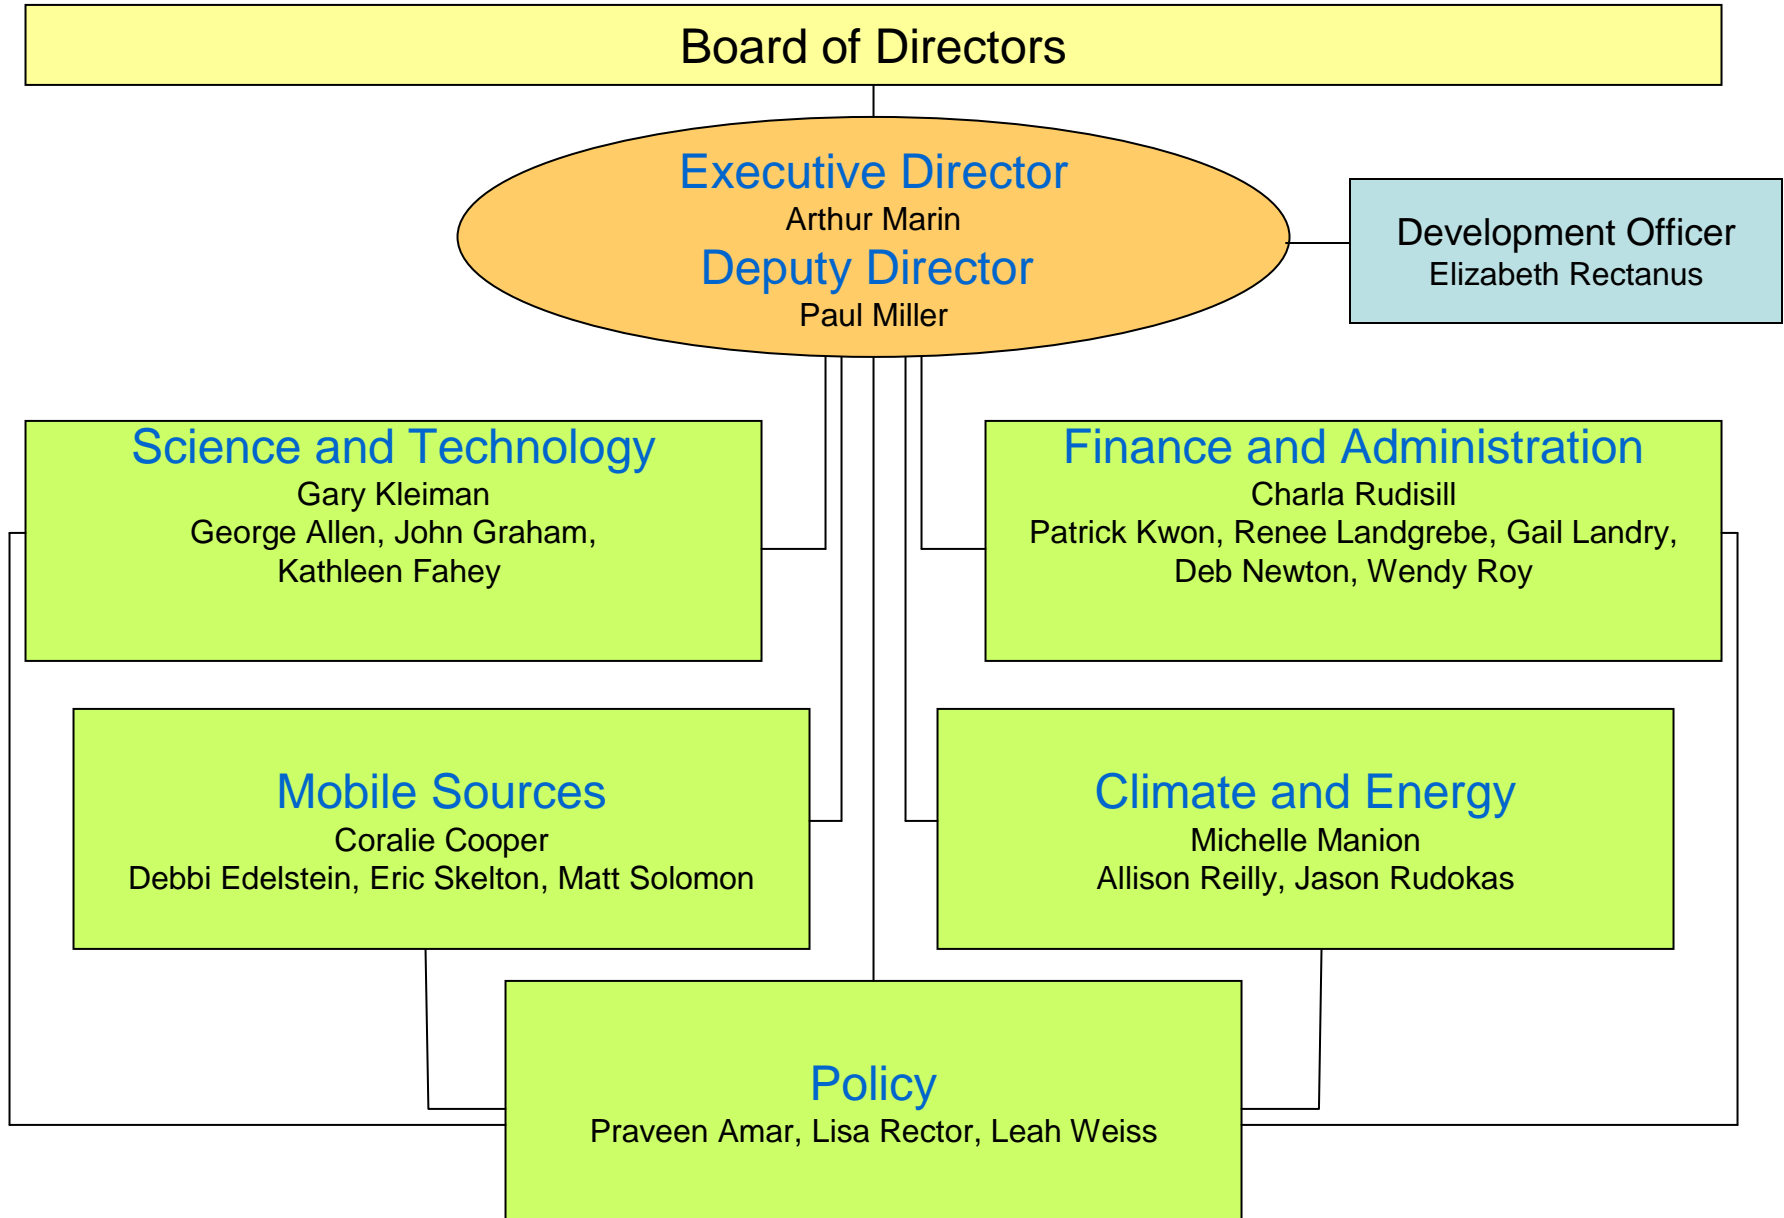 Board of Directors
Executive Director
Arthur Marin
Deputy Director
Paul Miller
Development Officer
Elizabeth Rectanus
Science and Technology
Gary Kleiman
George Allen, John Graham,
Kathleen Fahey
Finance and Administration
Charla Rudisill
Patrick Kwon, Renee Landgrebe, Gail Landry,
Deb Newton, Wendy Roy
Mobile Sources
Coralie Cooper
Debbi Edelstein, Eric Skelton, Matt Solomon
Climate and Energy
Michelle Manion
Allison Reilly, Jason Rudokas
Policy
Praveen Amar, Lisa Rector, Leah Weiss